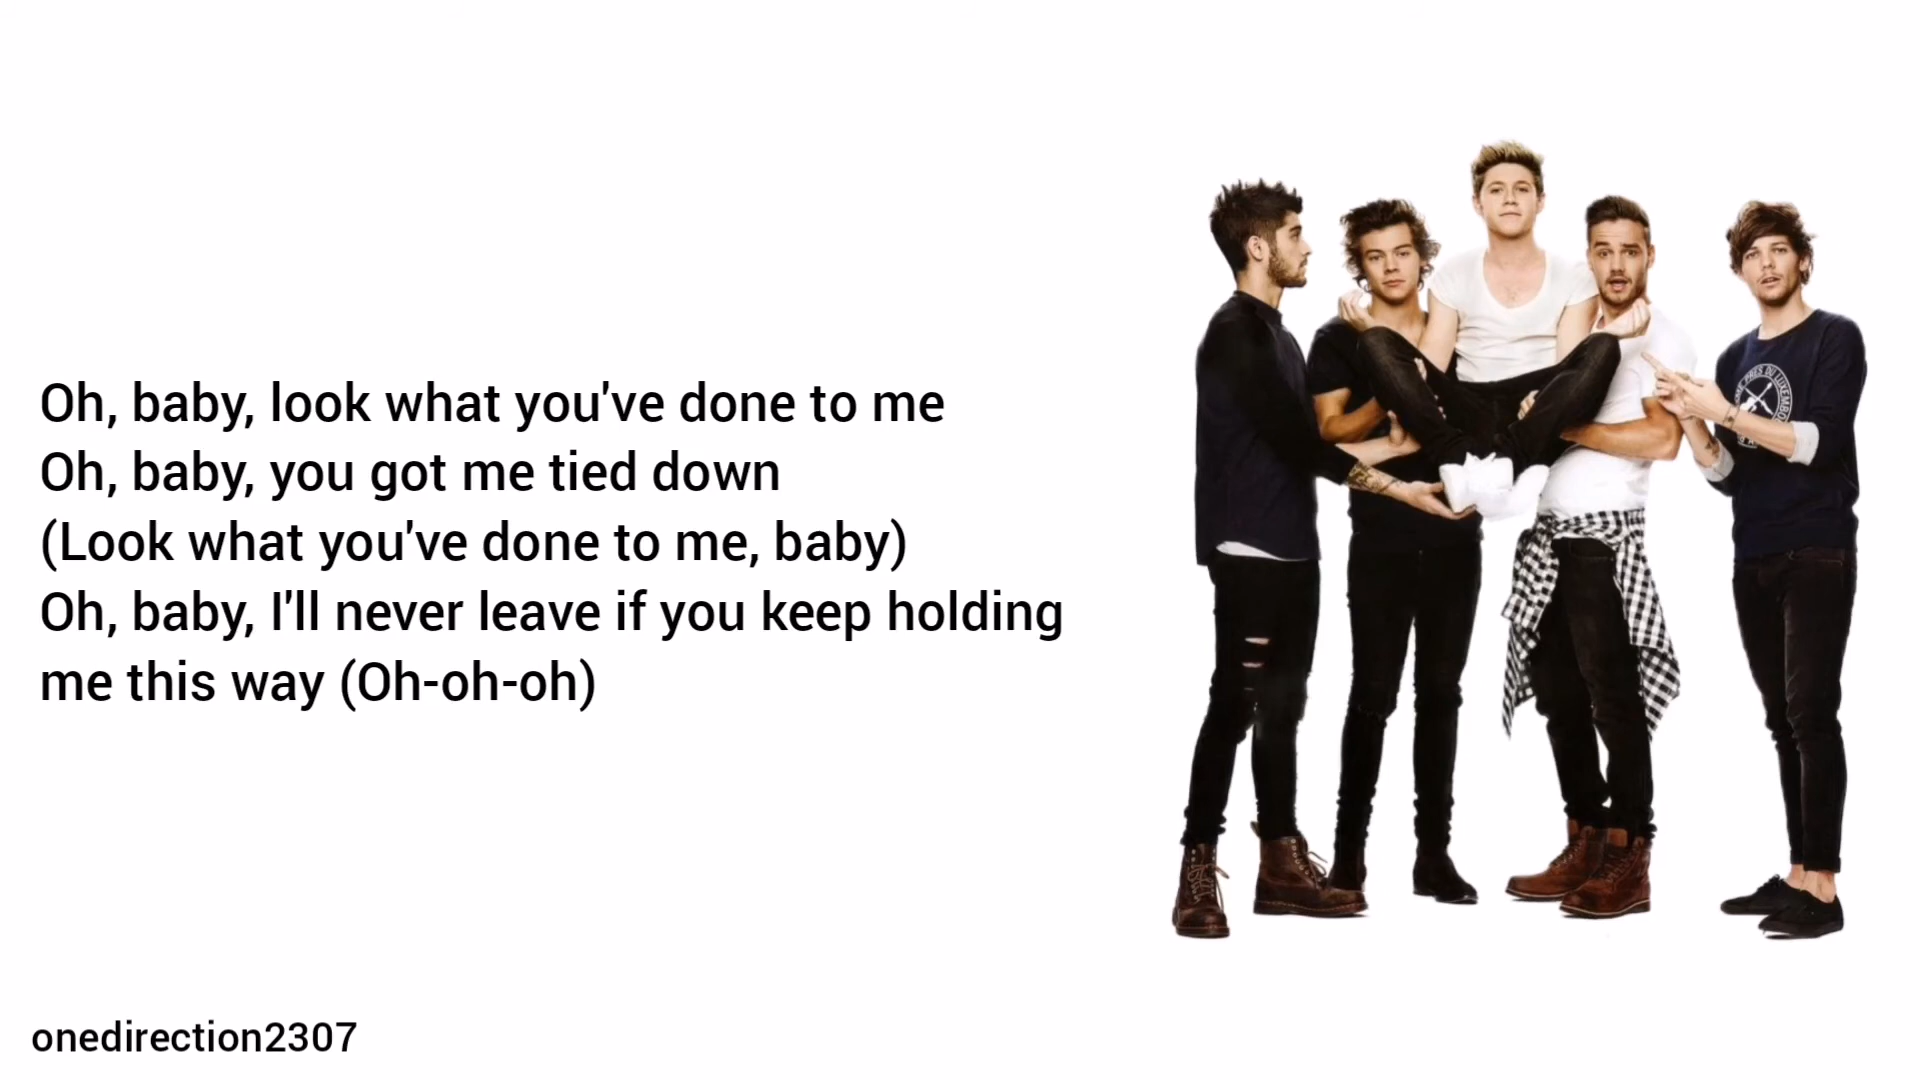 Oh, baby, look what you've done to me
Oh, baby, you got me tied down
(Look what you've done to me, baby)
Oh, baby, I'll never leave if you keep holding
me this way (Oh-oh-oh)
onedirection2307